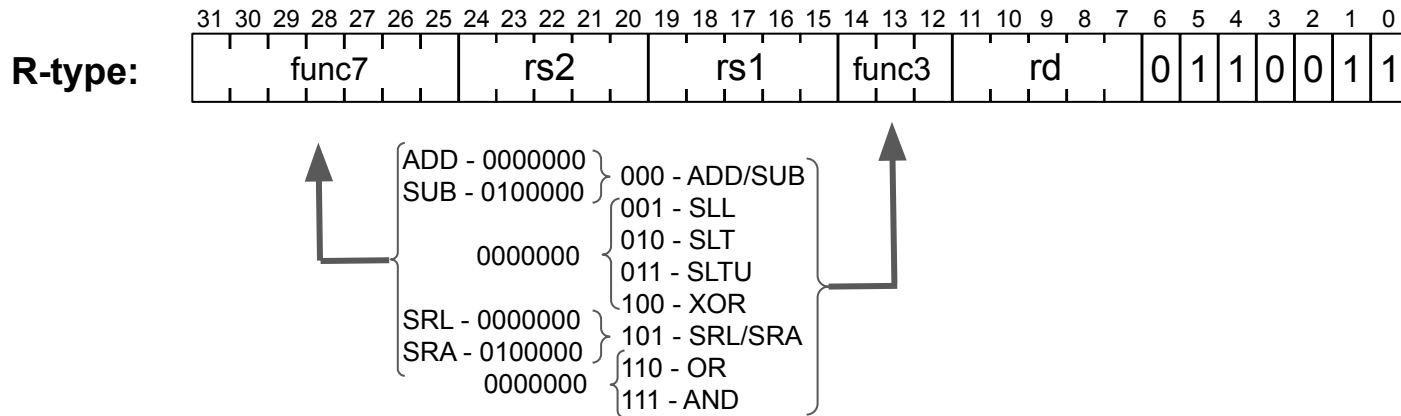 31 30 29 28 27 26 25 24 23 22 21 20 19 18 17 16 15 14 13 12 11 10 9 8 7 6 5 4 3 2 1 0
R-type: func7 rs2 rs1 func3 rd 0 1 1 0 0 1 1
ADD - 0000000
SUB - 0100000
000 - ADD/SUB
001 - SLL
010 - SLT
0000000
011 - SLTU
100 - XOR
SRL - 0000000
SRA - 0100000
101 - SRL/SRA
0000000
110 - OR
111 - AND